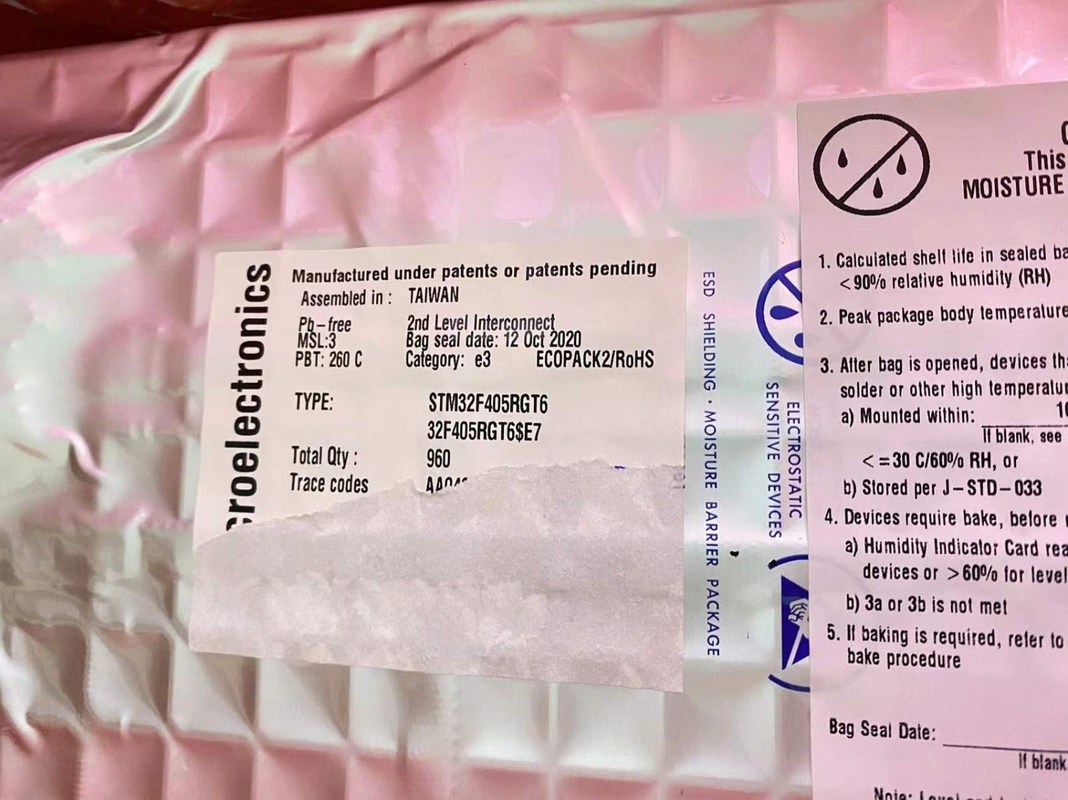 Manufactured under patents or patents pending
Assembled in : TAIWAN
Pb-free 2nd Level Interconnect
MSL:3 Bag seal date: 12 Oct 2020
PBT: 260 C Category: e3 ECOPACK2/RoHS
TYPE: STM32F405RGT6
32F405RGT6$E7
Total Qty : 960
Trace codes
croelectronics
ESD SHIELDING • MOISTURE BARRIER PACKAGE
ELECTROSTATIC
SENSITIVE DEVICES
This
MOISTURE
1. Calculated shelf life in sealed ba
<90% relative humidity (RH)
2. Peak package body temperature
3. After bag is opened, devices tha
solder or other high temperatur
a) Mounted within: 
If blank, see
<=30 C/60% RH, or
b) Stored per J-STD-033
4. Devices require bake, before
a) Humidity Indicator Card rea
devices or >60% for level
b) 3a or 3b is not met
5. If baking is required, refer to
bake procedure
Bag Seal Date:
If blank